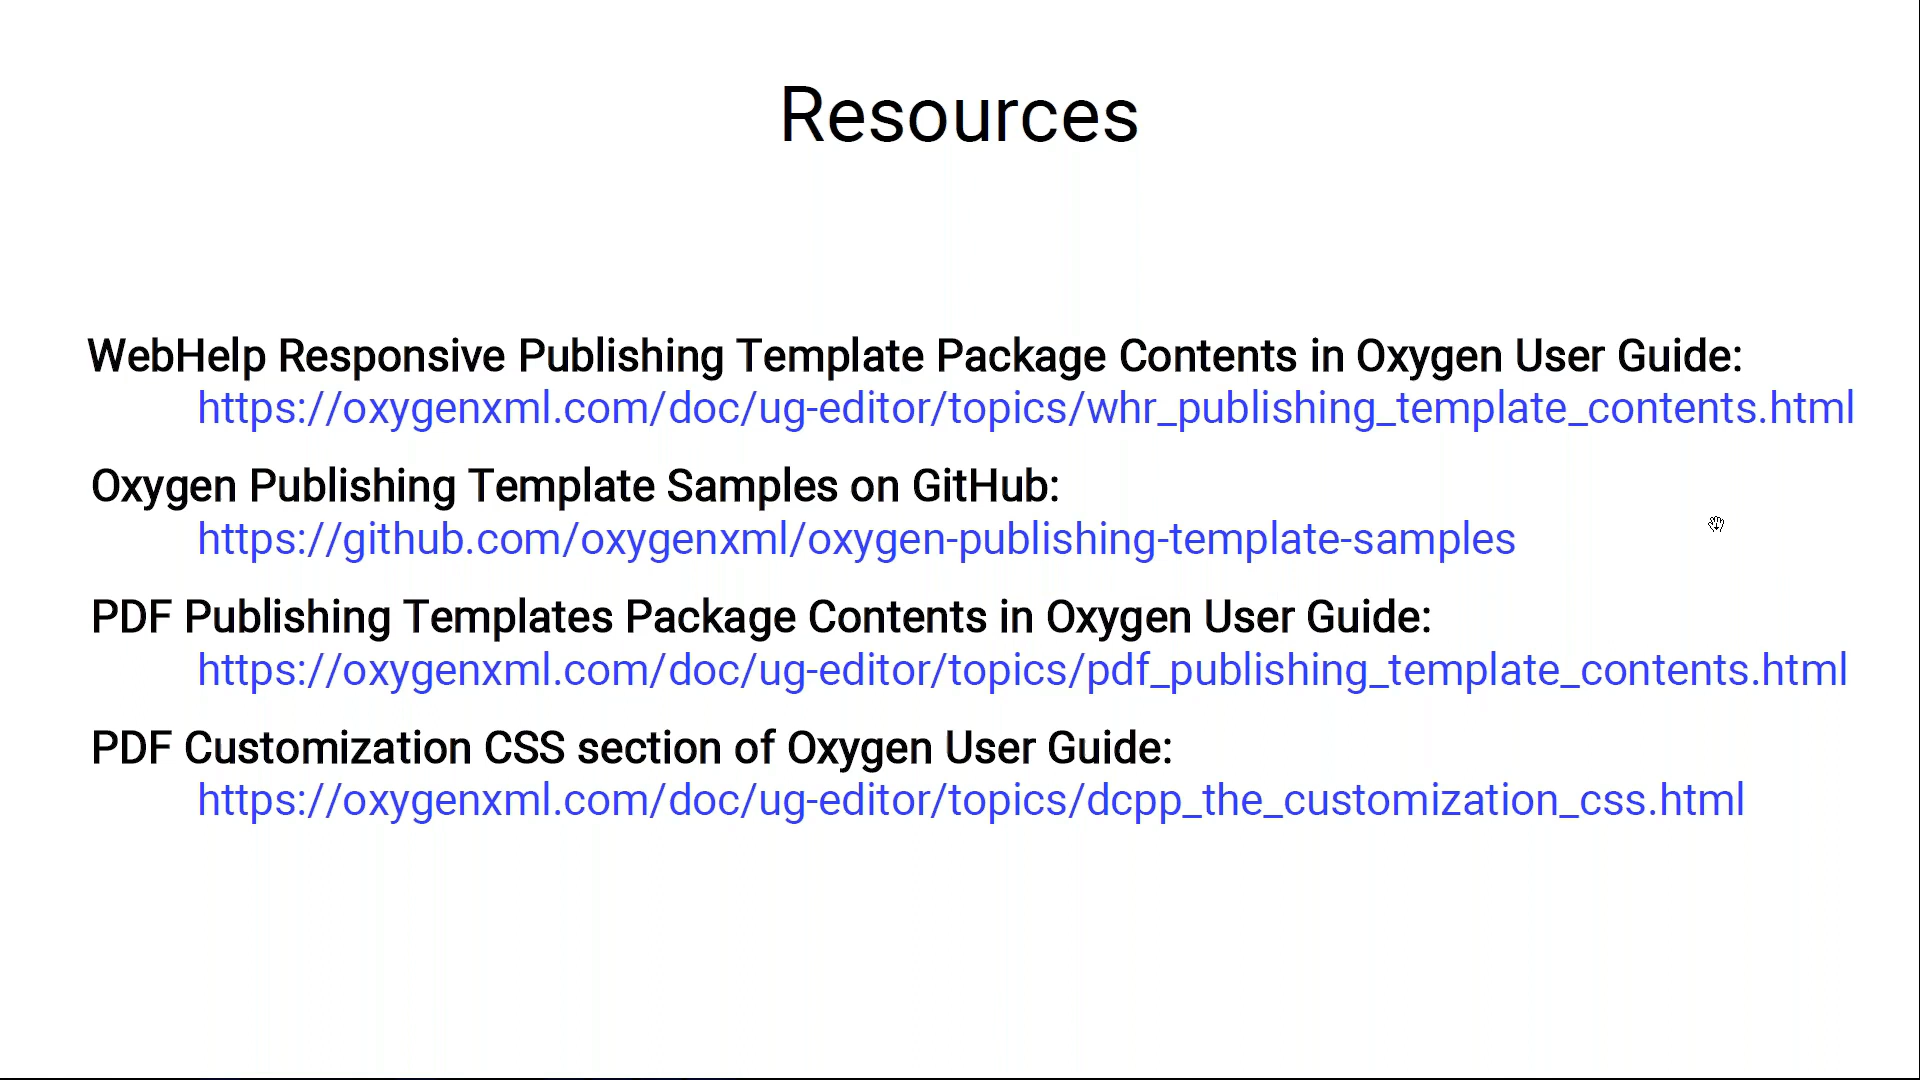 Resources
WebHelp Responsive Publishing Template Package Contents in Oxygen User Guide:
https://oxygenxml.com/doc/ug-editor/topics/whr_publishing_template_contents.html
Oxygen Publishing Template Samples on GitHub:
https://github.com/oxygenxml/oxygen-publishing-template-samples
PDF Publishing Templates Package Contents in Oxygen User Guide:
https://oxygenxml.com/doc/ug-editor/topics/pdf_publishing_template_contents.html
PDF Customization CSS section of Oxygen User Guide:
https://oxygenxml.com/doc/ug-editor/topics/dcpp_the_customization_css.html